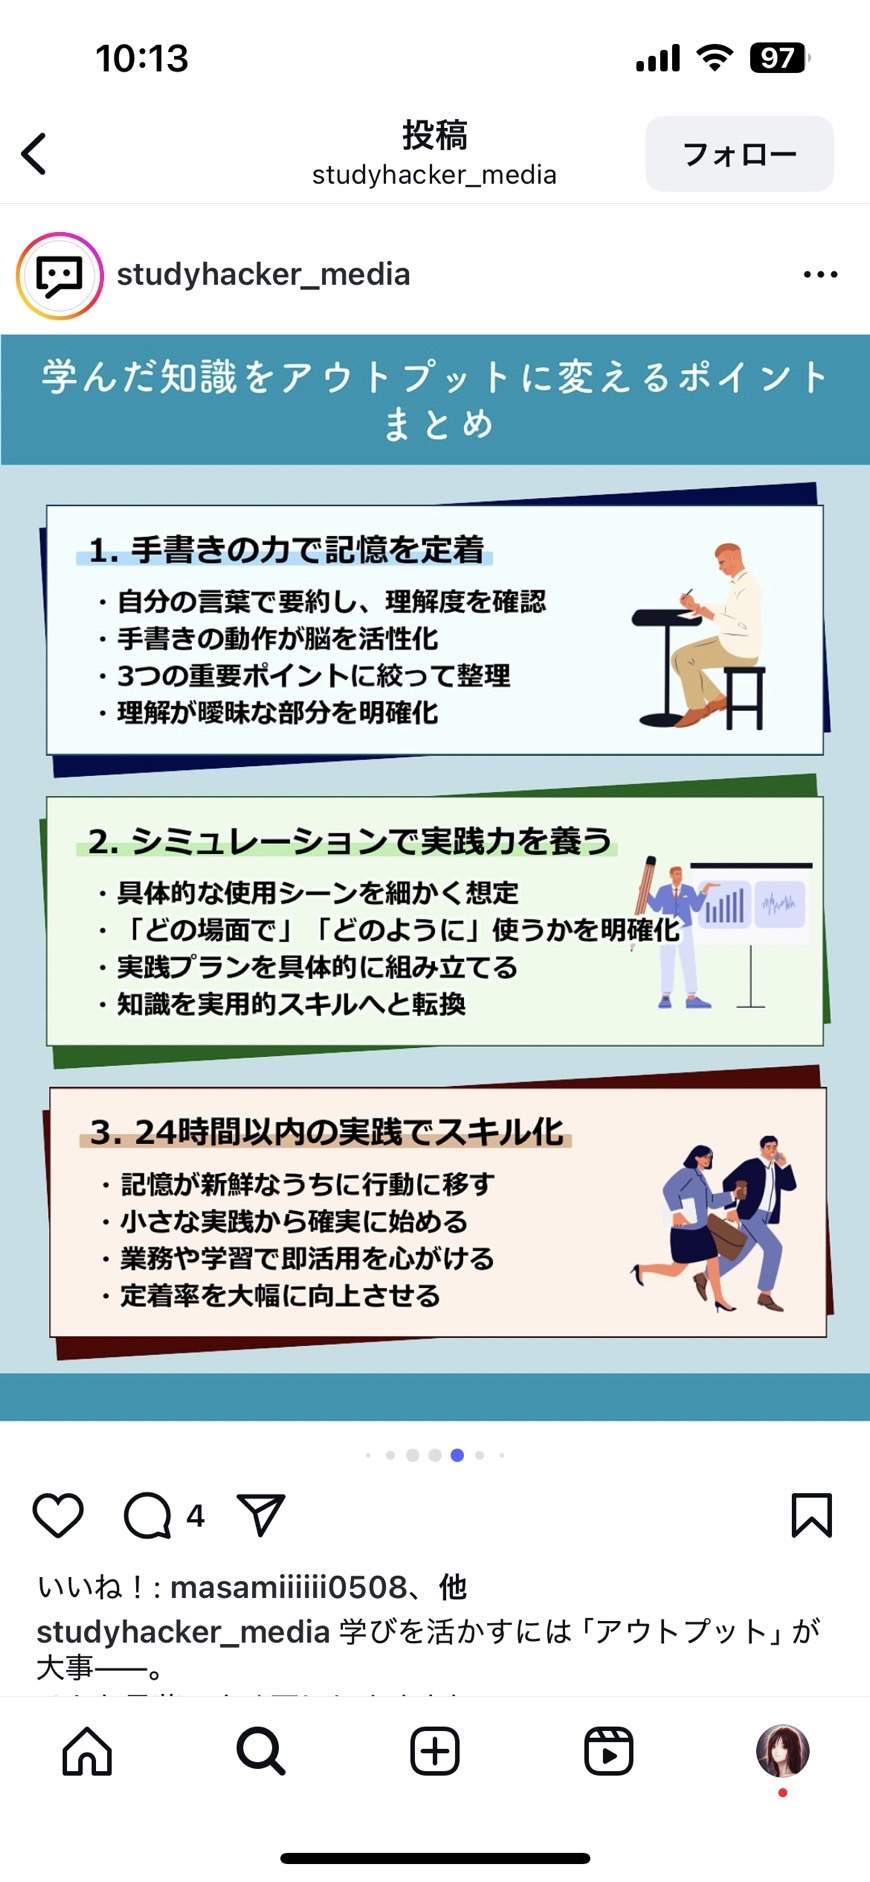 10:13
97
投稿
studyhacker_media
フォロー
studyhacker_media
学んだ知識をアウトプットに変えるポイント
まとめ
1. 手書きの力で記憶を定着
・自分の言葉で要約し、理解度を確認
・手書きの動作が脳を活性化
・3つの重要ポイントに絞って整理
・理解が曖昧な部分を明確化
2. シミュレーションで実践力を養う
・具体的な使用シーンを細かく想定
・「どの場面で」「どのように」使うかを明確化
・実践プランを具体的に組み立てる
・知識を実用的スキルへと転換
3. 24時間以内の実践でスキル化
・記憶が新鮮なうちに行動に移す
・小さな実践から確実に始める
・業務や学習で即活用を心がける
・定着率を大幅に向上させる
4
いいね！: masamiiiiii0508、他
studyhacker_media 学びを活かすには「アウトプット」が
大事——。